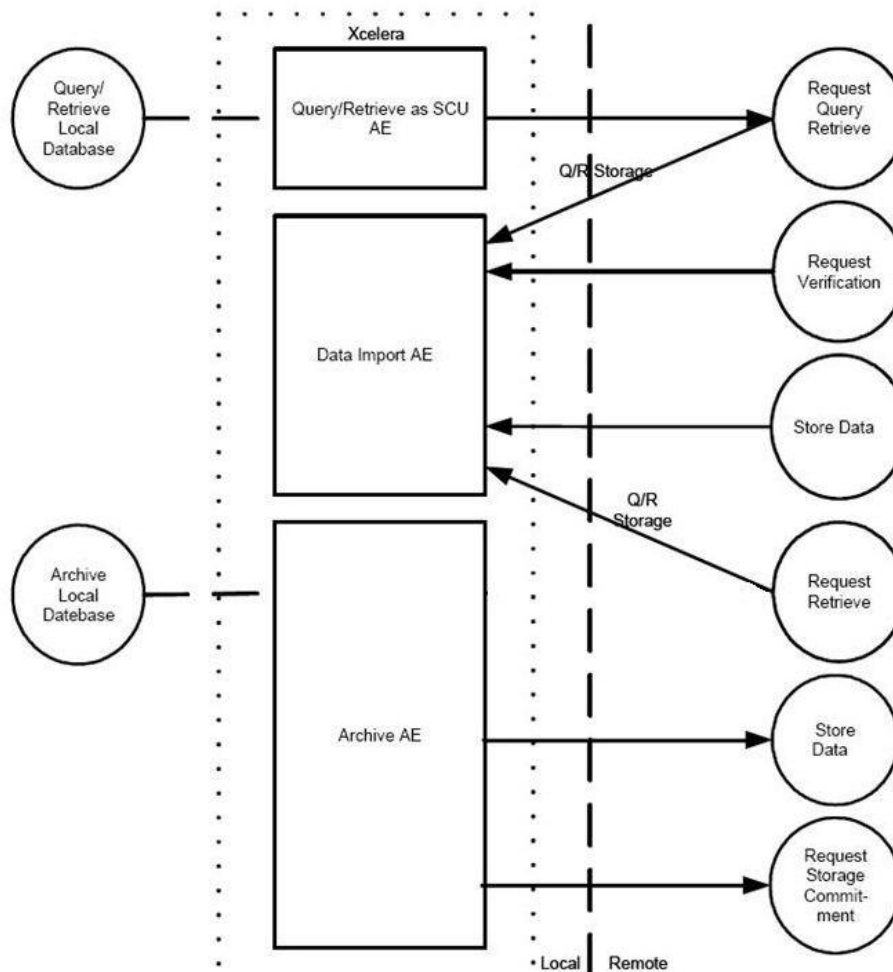 Xcelera
Query/
Retrieve
Local
Database
Query/Retrieve as SCU
AE
Request
Query
Retrieve
Q/R Storage
Request
Verification
Data Import AE
Store Data
Q/R
Storage
Archive
Local
Datebase
Request
Retrieve
Archive AE
Store
Data
Request
Storage
Commit-
ment
Local
Remote